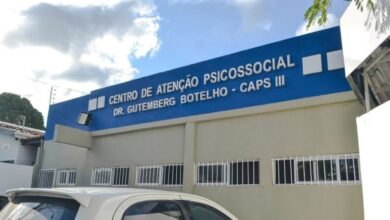 CENTRO DE ATENÇÃO PSICOSSOCIAL
DR. GUTEMBERG BOTELHO - CAPS III